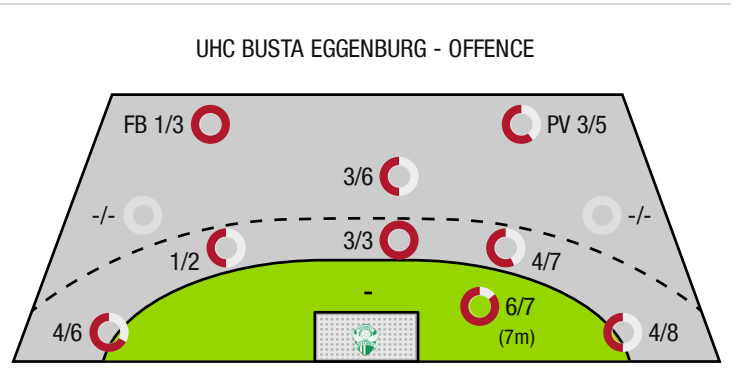 UHC BUSTA EGGENBURG - OFFENCE
FB 1/3
PV 3/5
3/6
-/-
-/-
1/2
3/3
4/7
-
6/7
(7m)
4/6
4/8